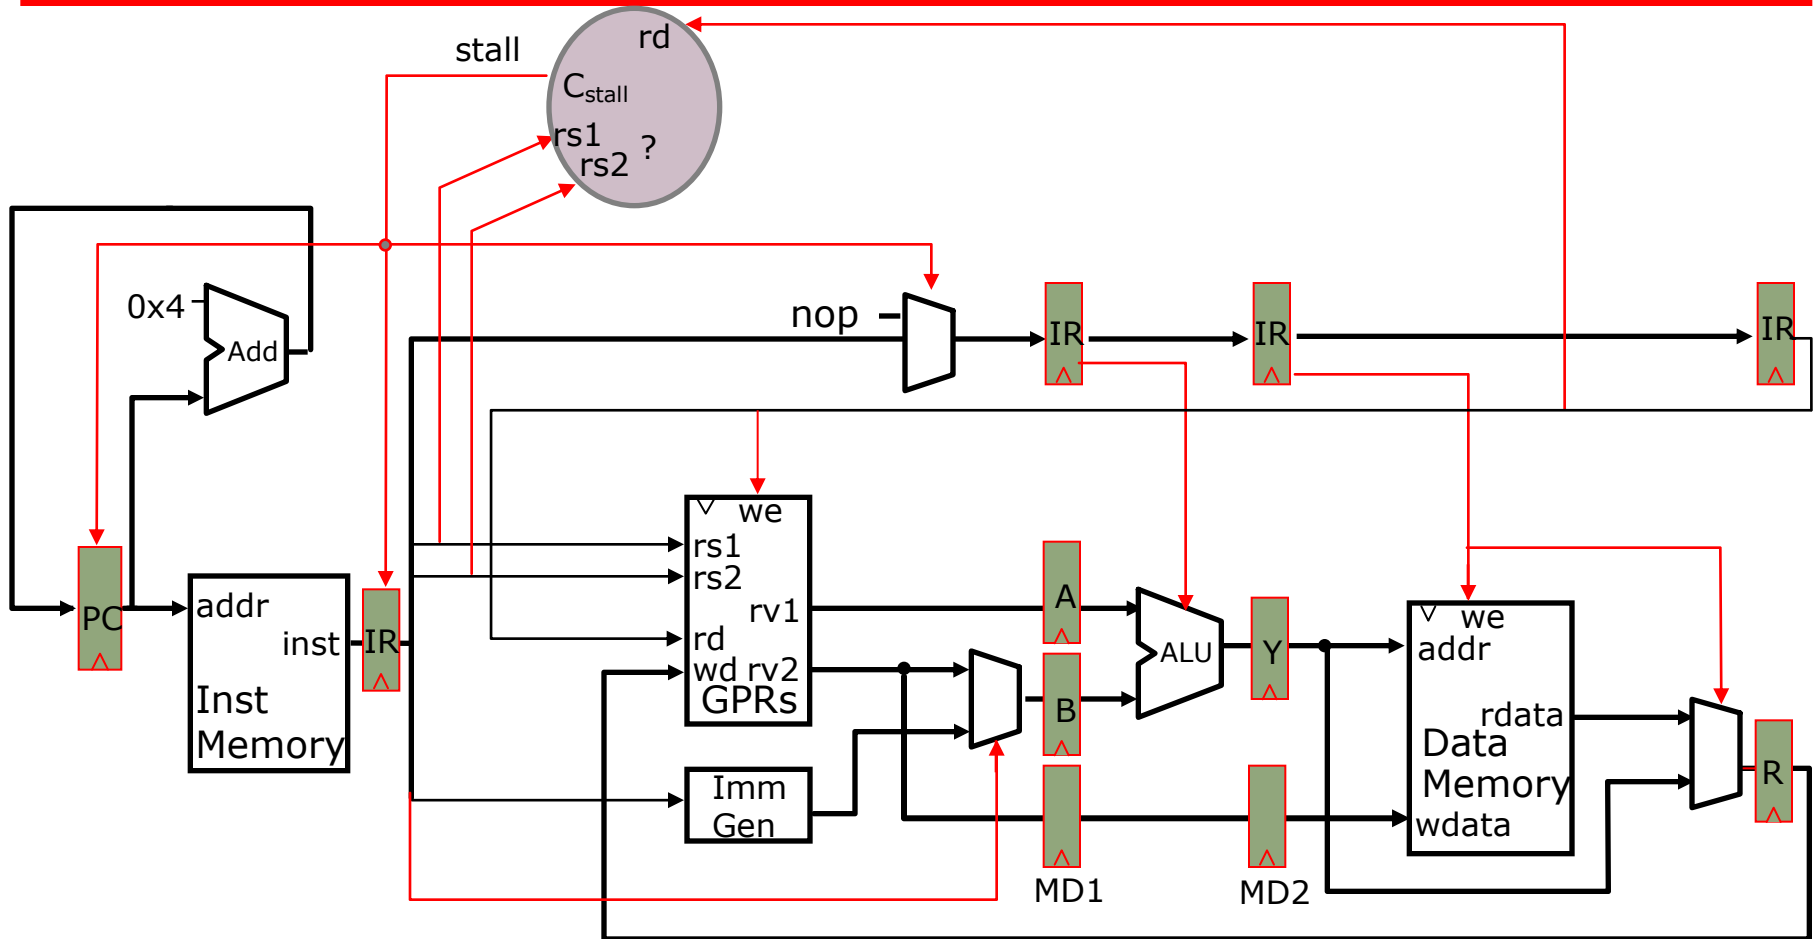 rd
stall
Cstall
rs1
?
rs2
0x4
Add
nop
IR
IR
IR
we
rs1
rs2
rv1
rd
wd rv2
GPRs
PC
addr
inst
Inst
Memory
IR
A
B
ALU
Y
we
addr
rdata
Data
Memory
wdata
R
Imm
Gen
MD1
MD2